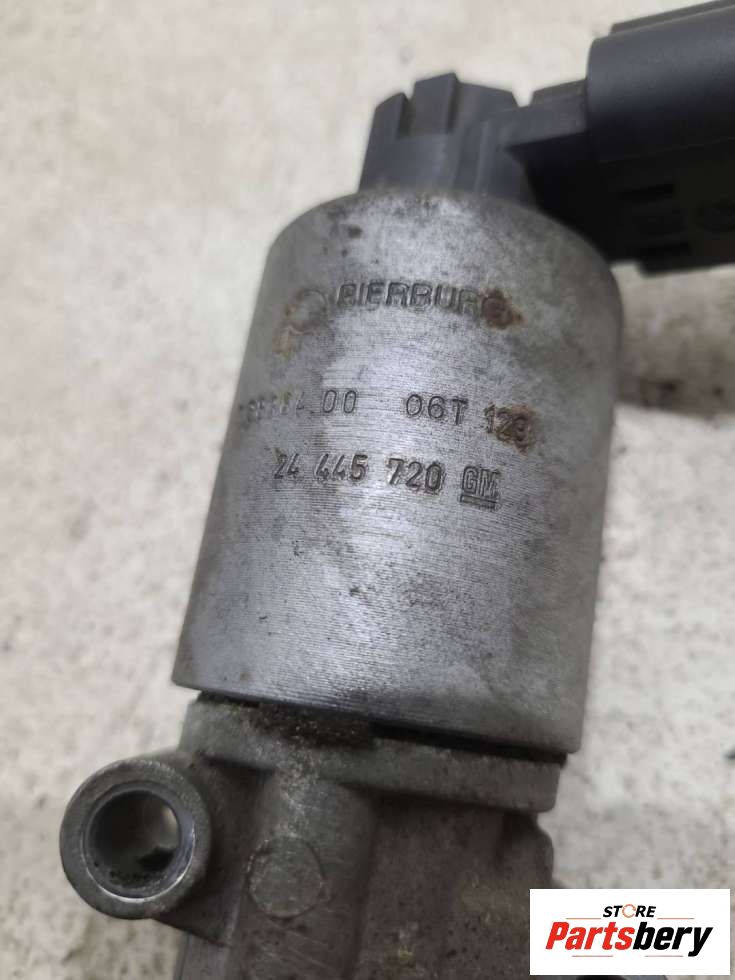 PIERBURG
06T 129
24 445 720 GM
STORE
Partsbery